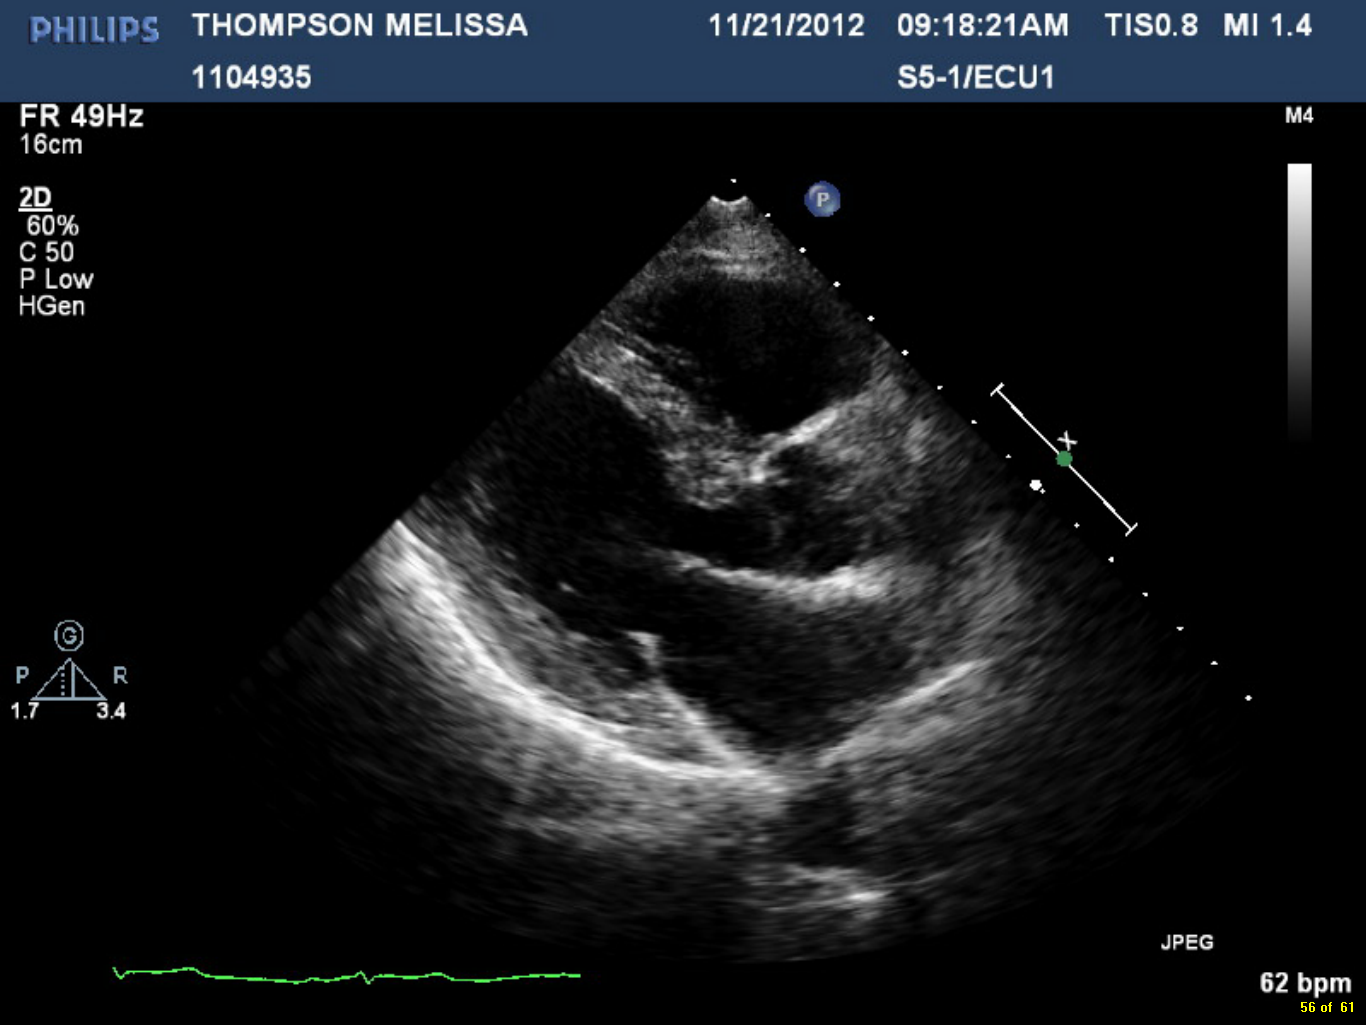 PHILIPS THOMPSON MELISSA 11/21/2012 09:18:21AM TIS0.8 MI 1.4
1104935 S5-1/ECU1
FR 49Hz M4
16cm
P
2D
60%
C 50
P Low
HGen
X
G
P R
1.7 3.4
JPEG
62 bpm
56 of 61